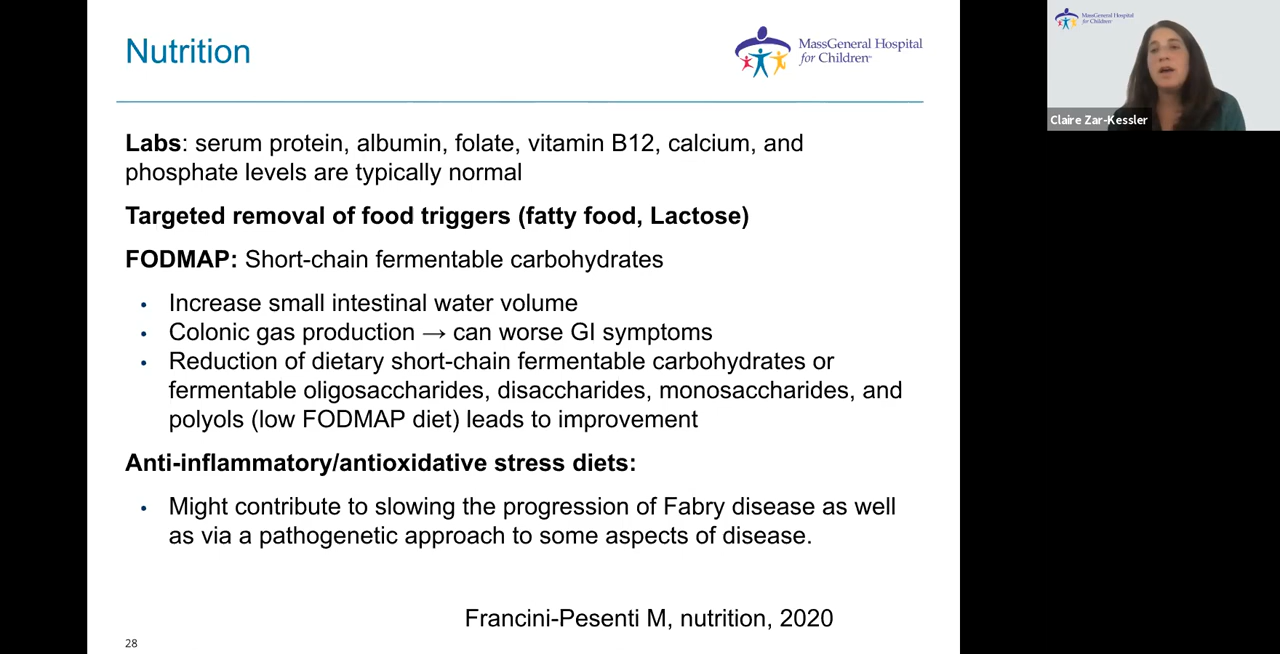 Nutrition
MassGeneral Hospital
for Children™
Labs: serum protein, albumin, folate, vitamin B12, calcium, and
phosphate levels are typically normal
Targeted removal of food triggers (fatty food, Lactose)
FODMAP: Short-chain fermentable carbohydrates
• Increase small intestinal water volume
• Colonic gas production → can worse GI symptoms
• Reduction of dietary short-chain fermentable carbohydrates or
fermentable oligosaccharides, disaccharides, monosaccharides, and
polyols (low FODMAP diet) leads to improvement
Anti-inflammatory/antioxidative stress diets:
• Might contribute to slowing the progression of Fabry disease as well
as via a pathogenetic approach to some aspects of disease.
Francini-Pesenti M, nutrition, 2020
28
MassGeneral Hospital
for Children
Claire Zar-Kessler